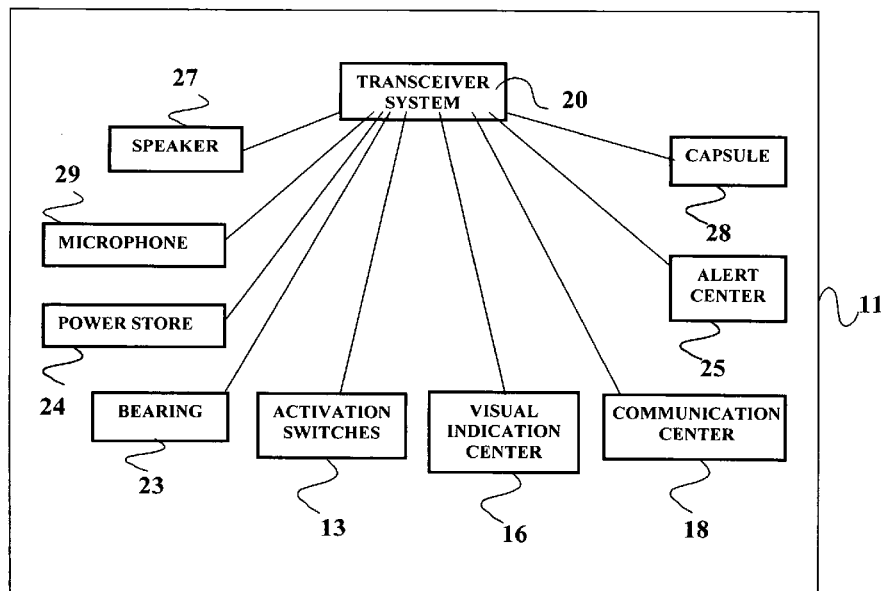 27
TRANSCEIVER
SYSTEM
20
SPEAKER
CAPSULE
29
28
MICROPHONE
ALERT
CENTER
11
POWER STORE
25
24
BEARING
ACTIVATION
SWITCHES
VISUAL
INDICATION
CENTER
COMMUNICATION
CENTER
23
13
16
18